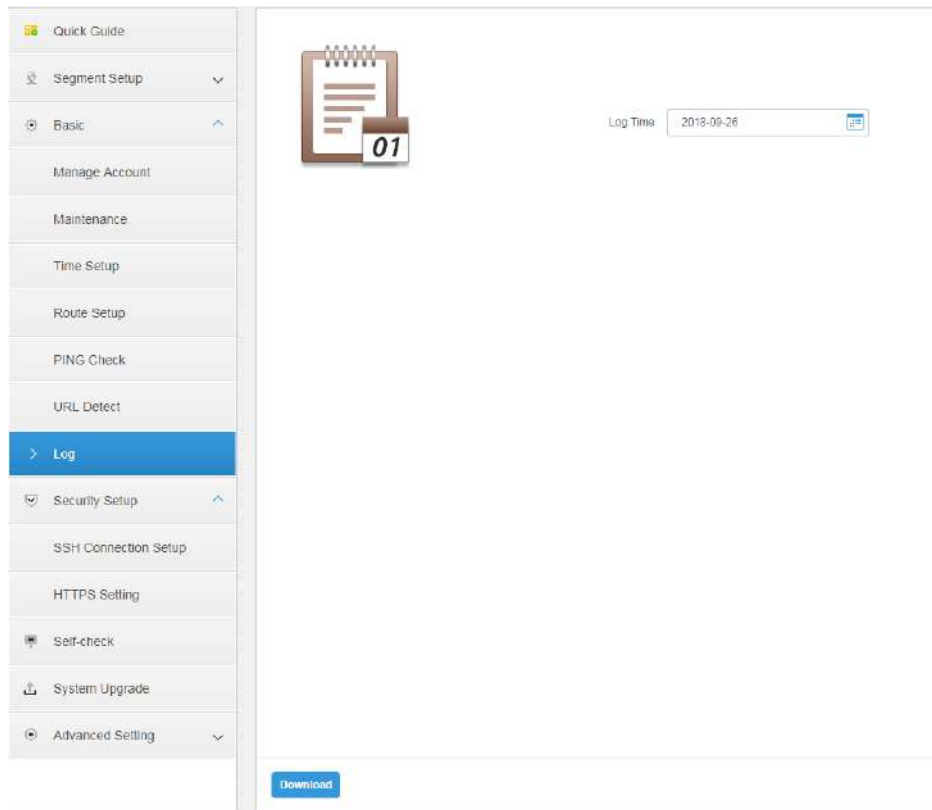 Quick Guide
Segment Setup
Basic
Manage Account
Maintenance
Time Setup
Route Setup
PING Check
URL Detect
Log
Security Setup
SSH Connection Setup
HTTPS Setting
Self-check
System Upgrade
Advanced Setting
01
Log Time 2018-09-26
Download